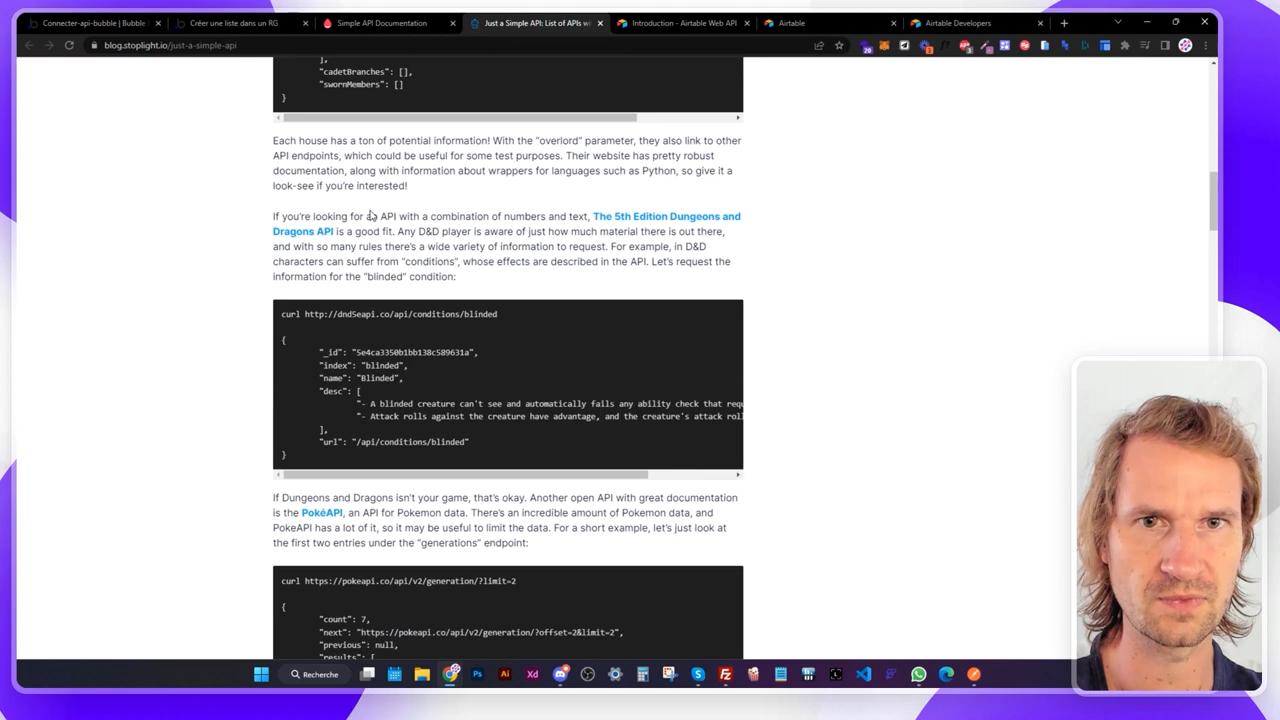 Connecter-api-bubble | Bubble
Créer une liste dans un RG
Simple API Documentation
Just a Simple API: List of APIs w
Introduction - Airtable Web API
Airtable
Airtable Developers
blog.stoplight.io/just-a-simple-api
],
"cadetBranches": [],
"swornMembers": []
}
Each house has a ton of potential information! With the “overlord” parameter, they also link to other
API endpoints, which could be useful for some test purposes. Their website has pretty robust
documentation, along with information about wrappers for languages such as Python, so give it a
look-see if you're interested!
If you're looking for an API with a combination of numbers and text, The 5th Edition Dungeons and
Dragons API is a good fit. Any D&D player is aware of just how much material there is out there,
and with so many rules there's a wide variety of information to request. For example, in D&D
characters can suffer from “conditions”, whose effects are described in the API. Let's request the
information for the “blinded” condition:
curl http://dnd5eapi.co/api/conditions/blinded
{
"_id": "5e4ca3350b1bb138c589631a",
"index": "blinded",
"name": "Blinded",
"desc": [
"- A blinded creature can't see and automatically fails any ability check that requ
"- Attack rolls against the creature have advantage, and the creature's attack roll
],
"url": "/api/conditions/blinded"
}
If Dungeons and Dragons isn't your game, that's okay. Another open API with great documentation
is the PokéAPI, an API for Pokemon data. There's an incredible amount of Pokemon data, and
PokeAPI has a lot of it, so it may be useful to limit the data. For a short example, let's just look at
the first two entries under the “generations” endpoint:
curl https://pokeapi.co/api/v2/generation/?limit=2
{
"count": 7,
"next": "https://pokeapi.co/api/v2/generation/?offset=2&limit=2",
"previous": null,
"results": [
Recherche
Ps
Ai
Xd